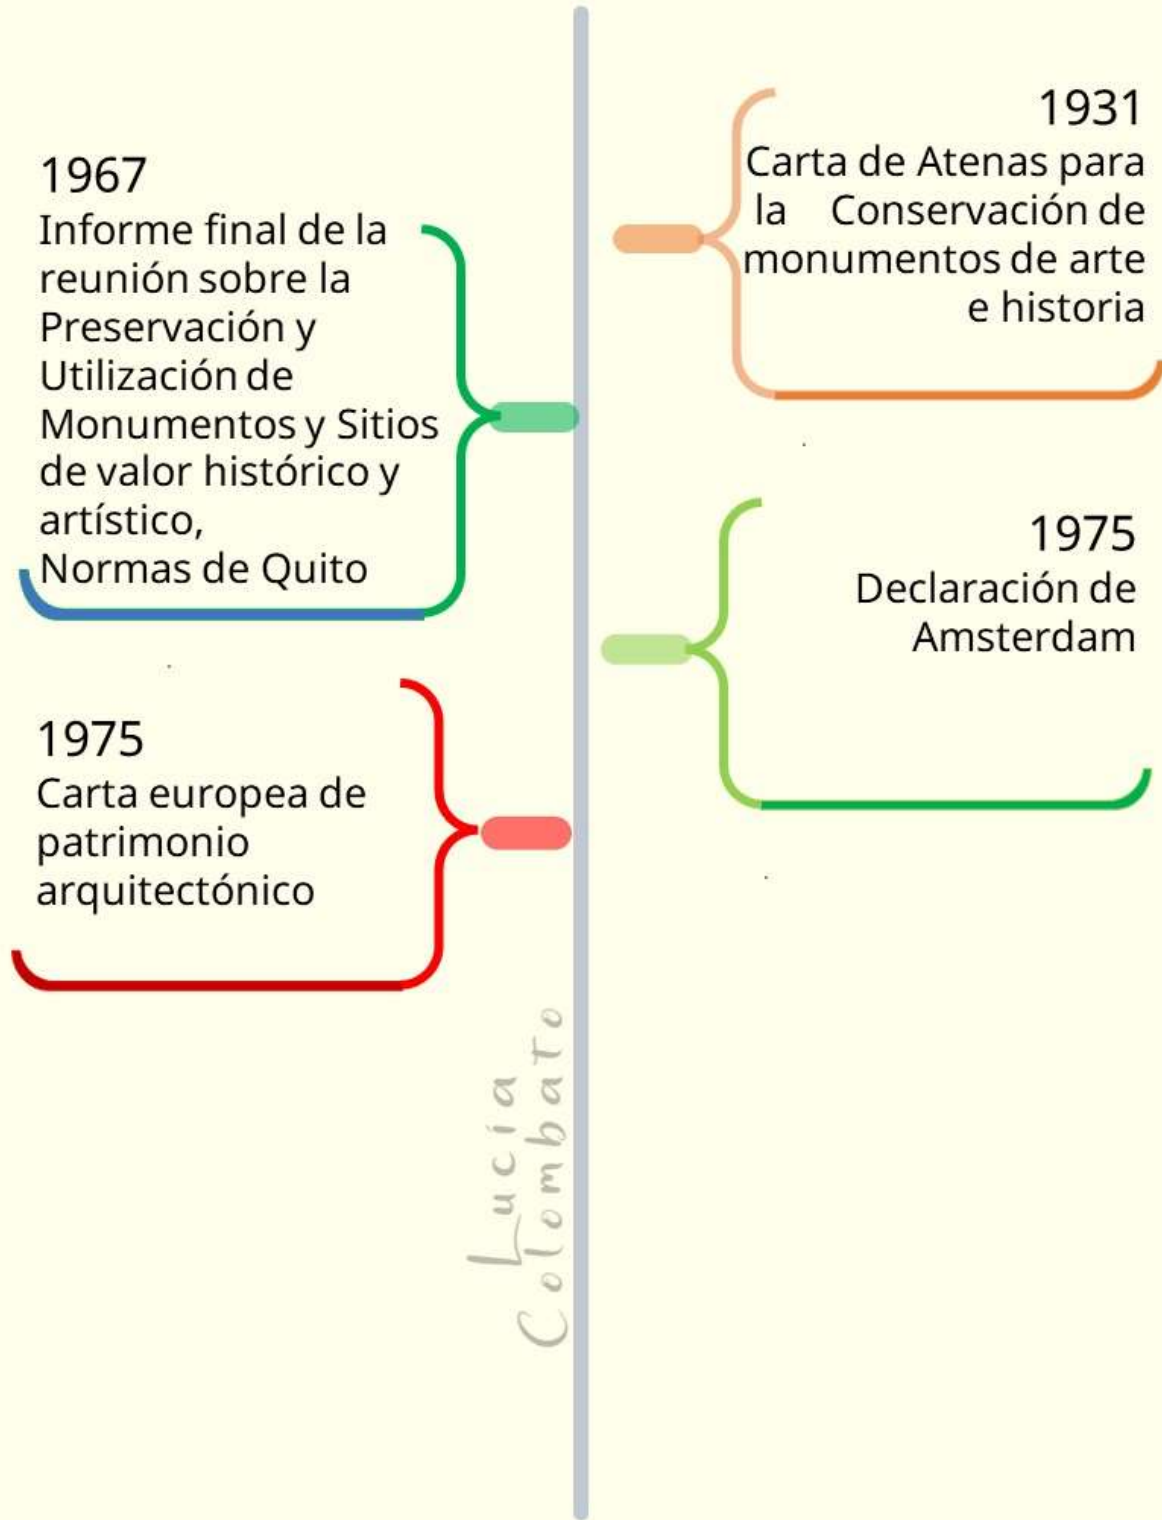 1931
Carta de Atenas para
la Conservación de
monumentos de arte
e historia
1967
Informe final de la
reunión sobre la
Preservación y
Utilización de
Monumentos y Sitios
de valor histórico y
artístico,
Normas de Quito
1975
Declaración de
Amsterdam
1975
Carta europea de
patrimonio
arquitectónico
Lucía
Colombato